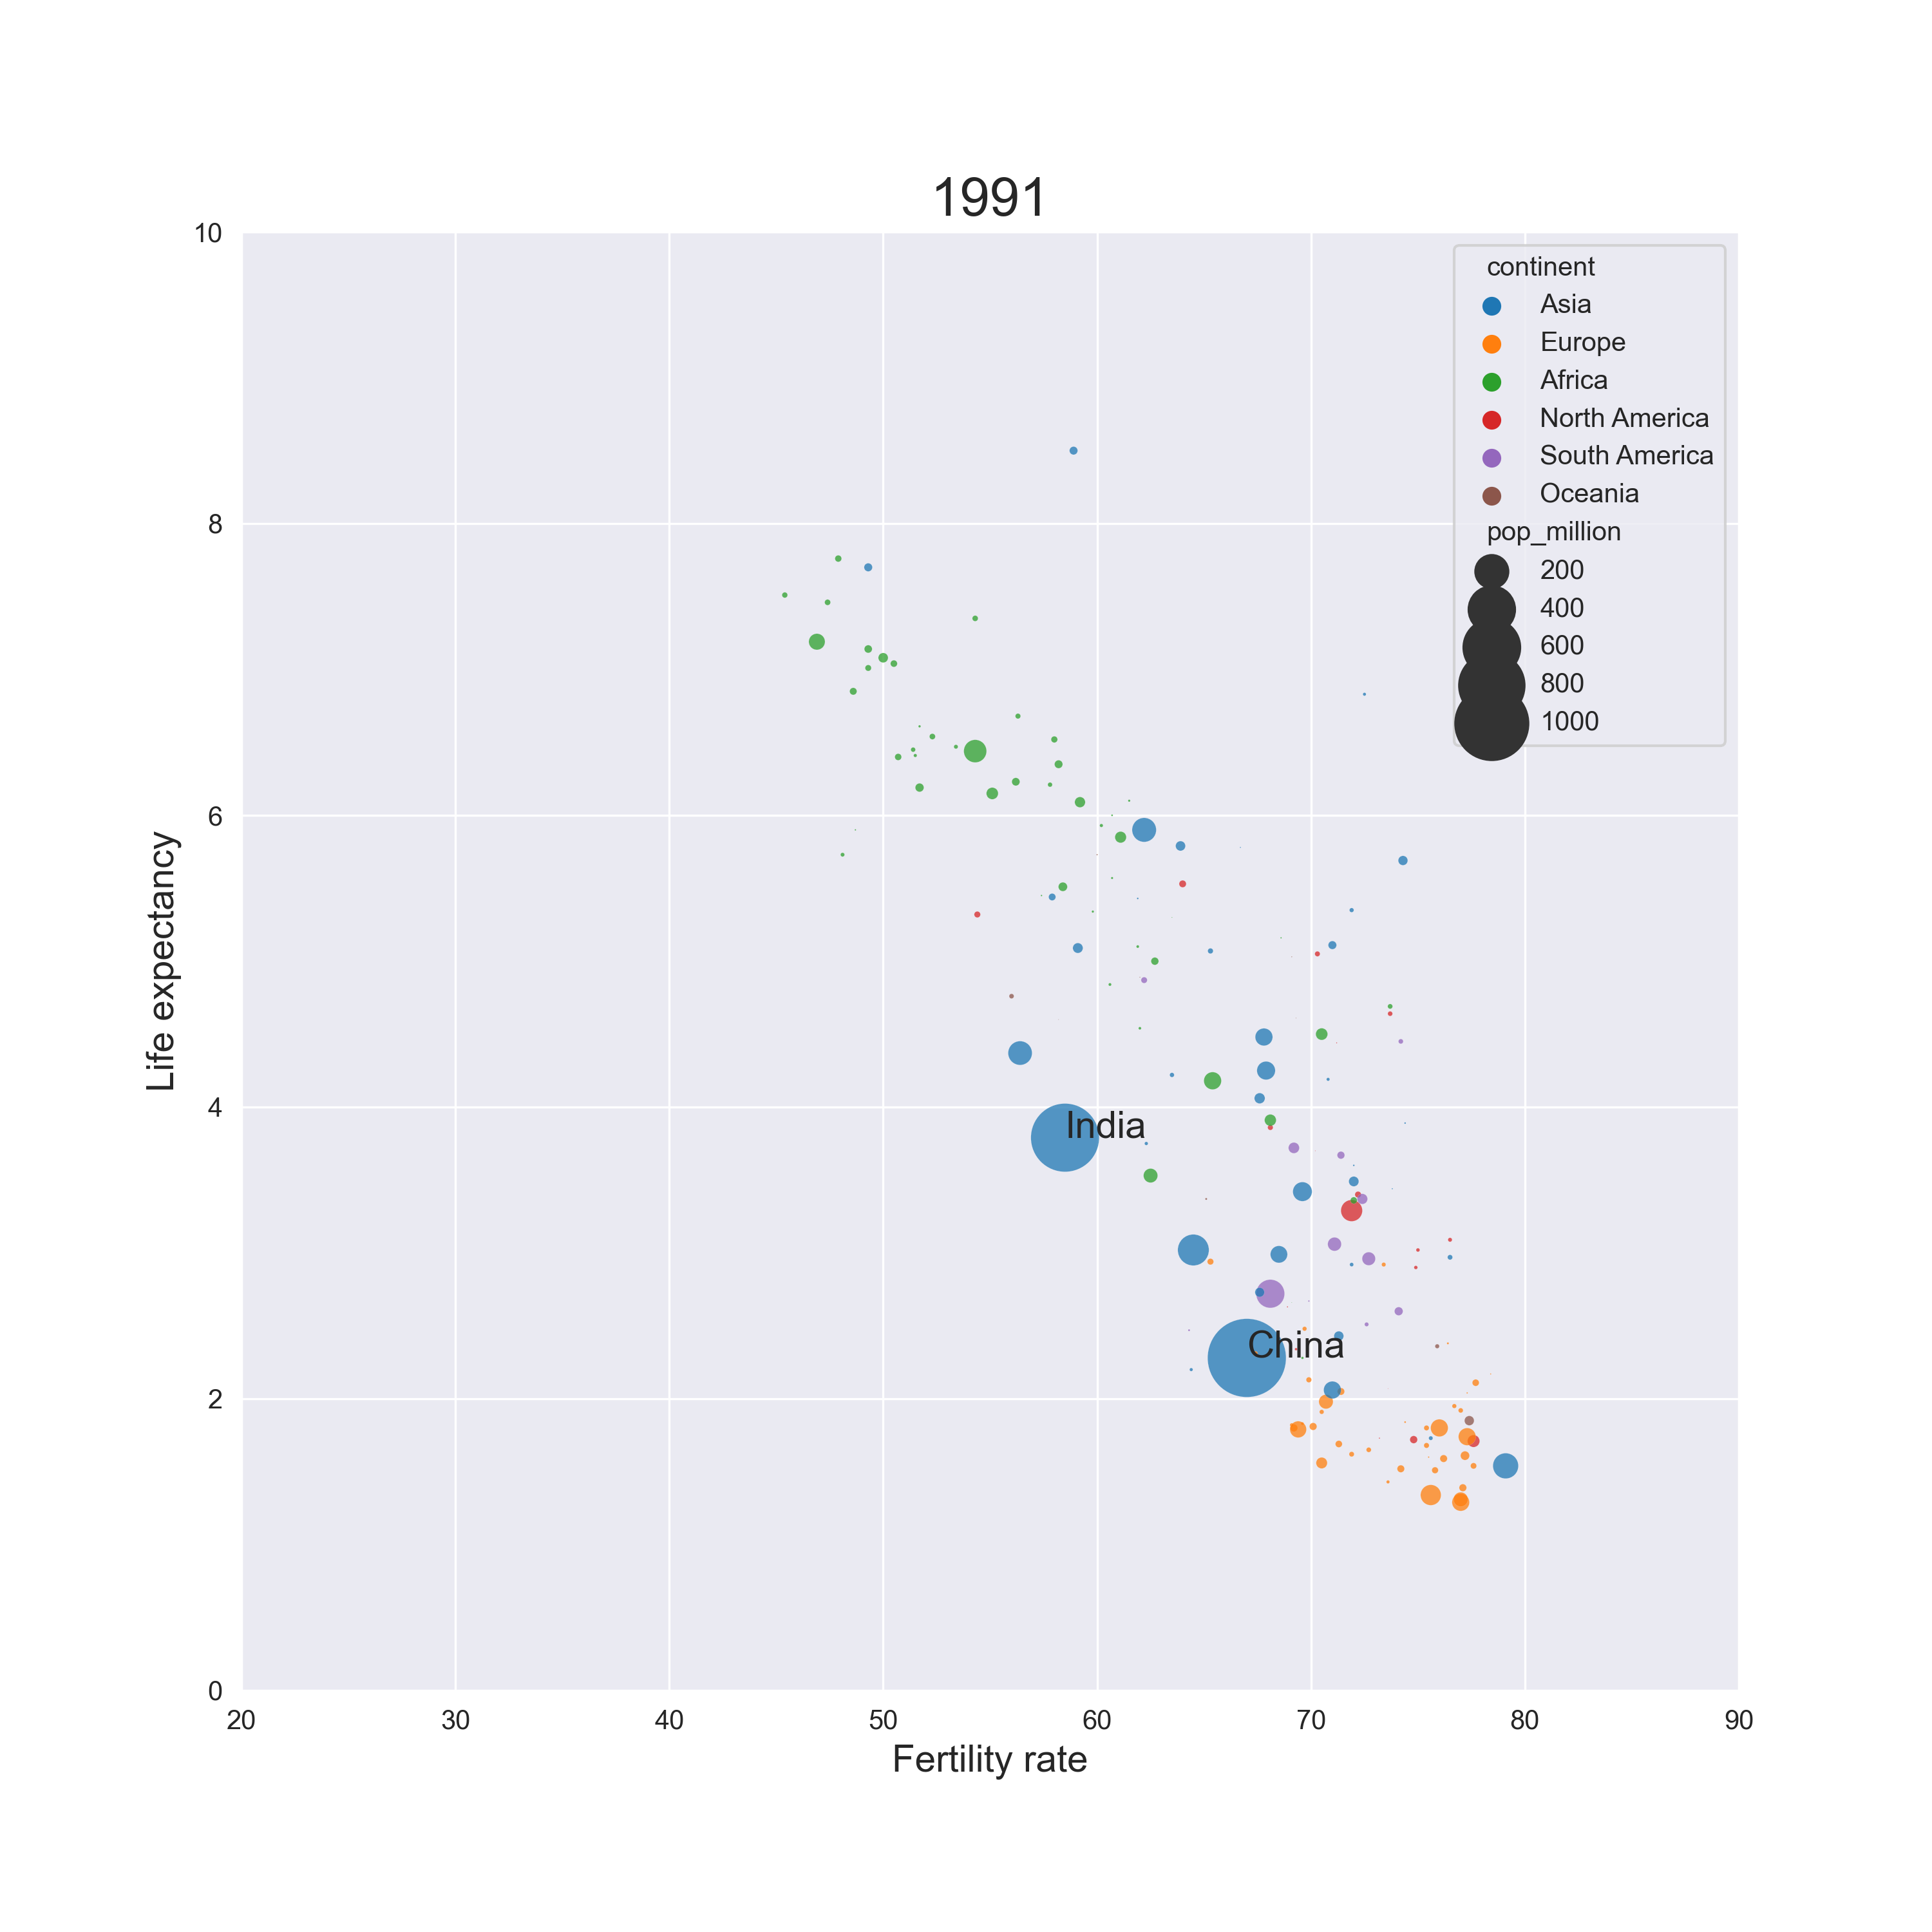 1991
10
8
6
4
2
0
Life expectancy
continent
Asia
Europe
Africa
North America
South America
Oceania
pop_million
200
400
600
800
1000
India
China
20 30 40 50 60 70 80 90
Fertility rate